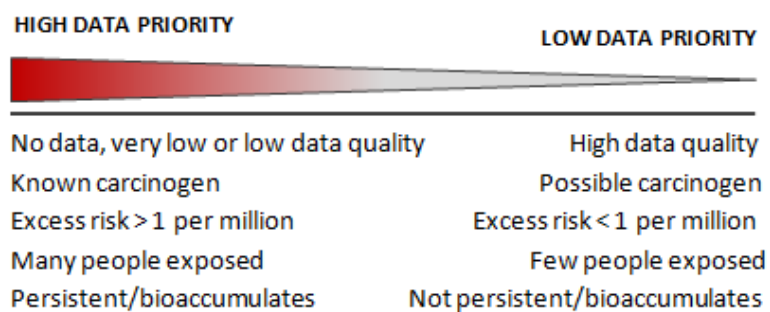 HIGH DATA PRIORITY
LOW DATA PRIORITY
No data, very low or low data quality High data quality
Known carcinogen Possible carcinogen
Excess risk > 1 per million Excess risk < 1 per million
Many people exposed Few people exposed
Persistent/bioaccumulates Not persistent/bioaccumulates